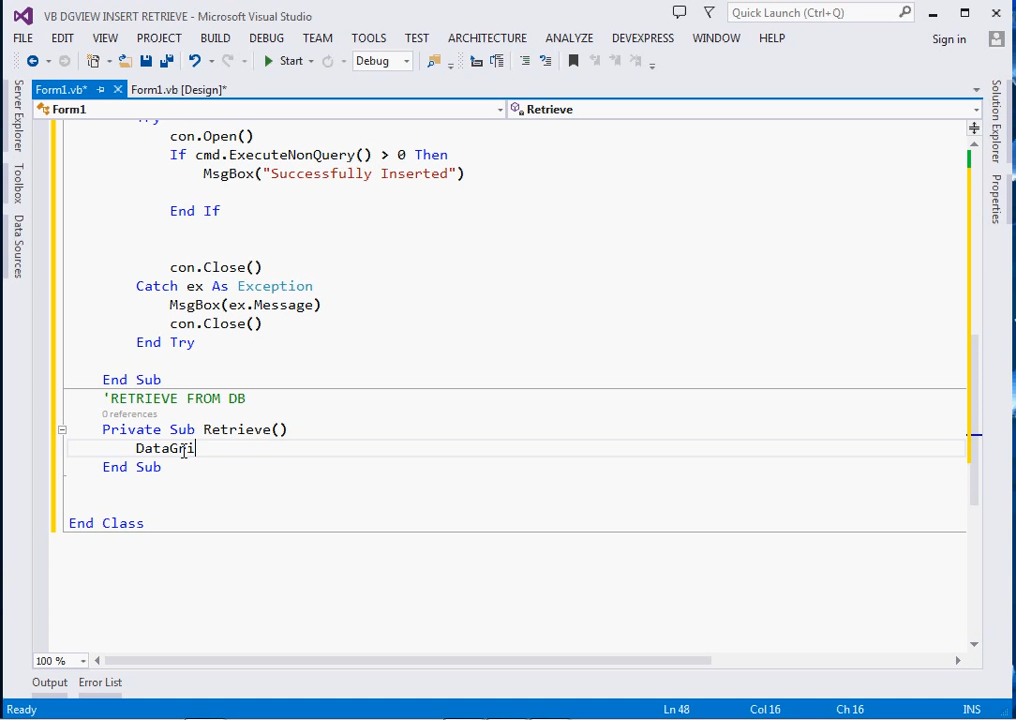 VB DGVIEW INSERT RETRIEVE - Microsoft Visual Studio
Quick Launch (Ctrl+Q)
FILE EDIT VIEW PROJECT BUILD DEBUG TEAM TOOLS TEST ARCHITECTURE ANALYZE DEVEXPRESS WINDOW HELP Sign in
Start Debug
Form1.vb* Form1.vb [Design]*
Form1 Retrieve
Server Explorer
Toolbox
Data Sources
Solution Explorer
Properties
con.Open()
If cmd.ExecuteNonQuery() > 0 Then
MsgBox("Successfully Inserted")
End If
con.Close()
Catch ex As Exception
MsgBox(ex.Message)
con.Close()
End Try
End Sub
'RETRIEVE FROM DB
0 references
Private Sub Retrieve()
DataGri
End Sub
End Class
100 %
Output Error List
Ready Ln 48 Col 16 Ch 16 INS